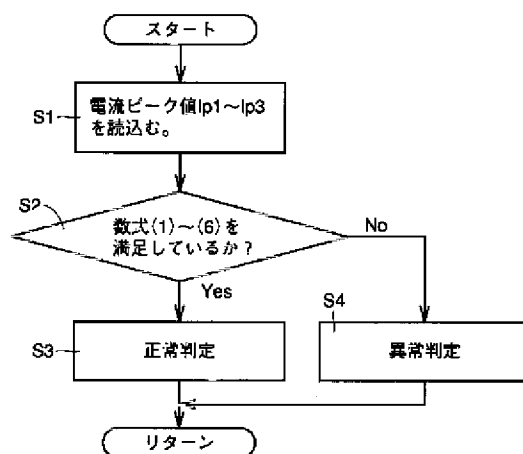 スタート
S1
電流ピーク値Ip1～Ip3
を読込む。
S2
数式(1)～(6)を
満足しているか？
No
Yes
S3
正常判定
S4
異常判定
リターン